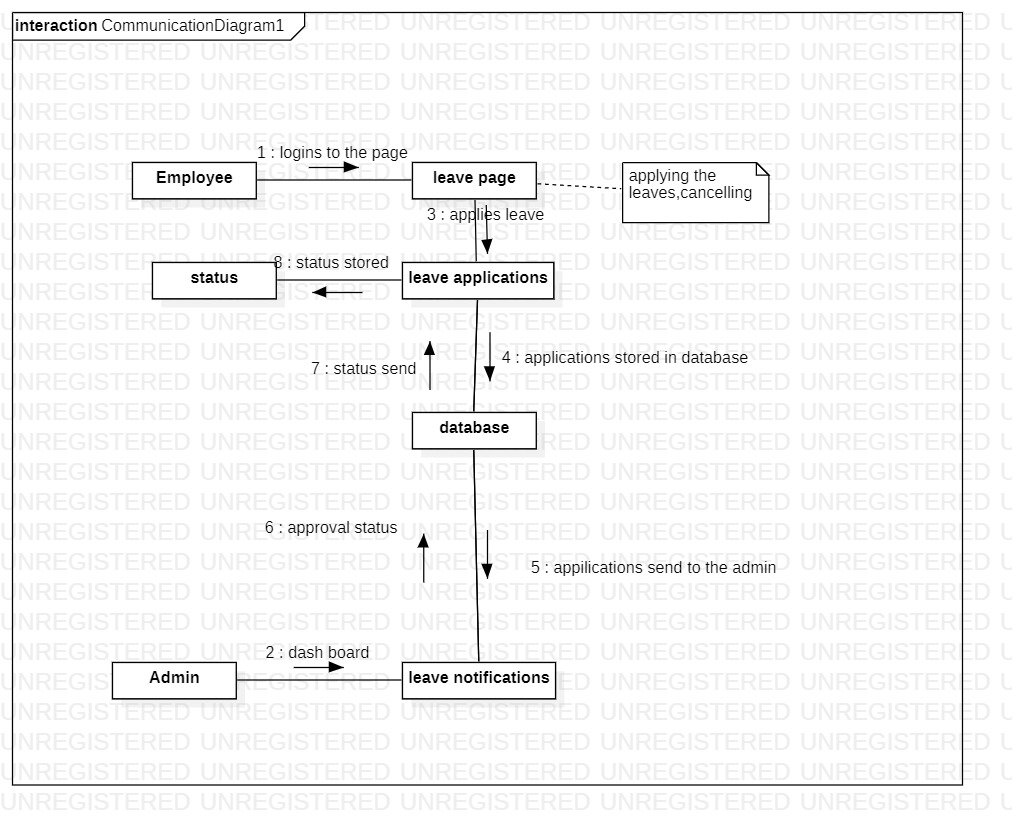 interaction CommunicationDiagram1
1 : logins to the page
Employee
leave page
applying the
leaves,cancelling
3 : applies leave
8 : status stored
status
leave applications
7 : status send
4 : applications stored in database
database
6 : approval status
5 : appilications send to the admin
2 : dash board
Admin
leave notifications
UNREGISTERED